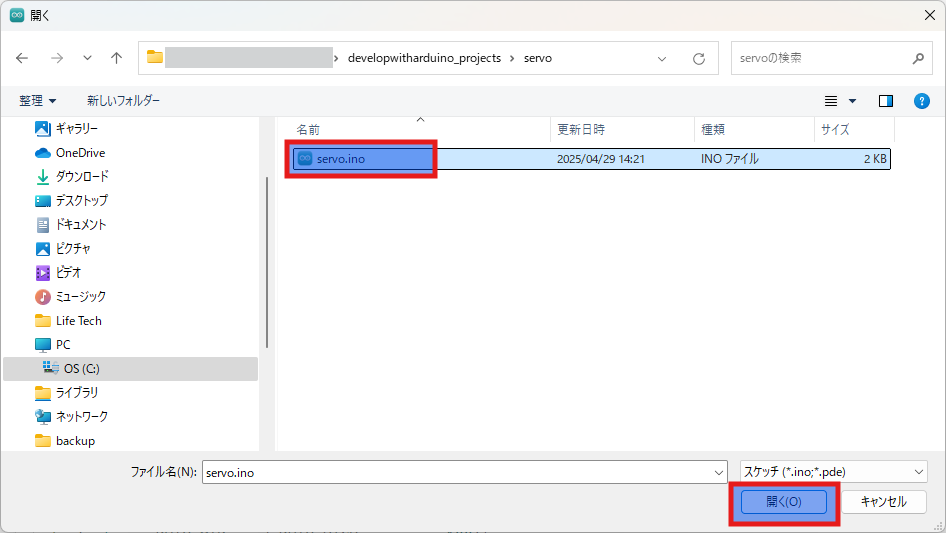 開く
developwitharduino_projects › servo
servoの検索
整理
新しいフォルダー
名前 更新日時 種類 サイズ
servo.ino 2025/04/29 14:21 INO ファイル 2 KB
ギャラリー
OneDrive
ダウンロード
デスクトップ
ドキュメント
ピクチャ
ビデオ
ミュージック
Life Tech
PC
OS (C:)
ライブラリ
ネットワーク
backup
ファイル名(N): servo.ino
スケッチ (*.ino;*.pde)
開く(O) キャンセル